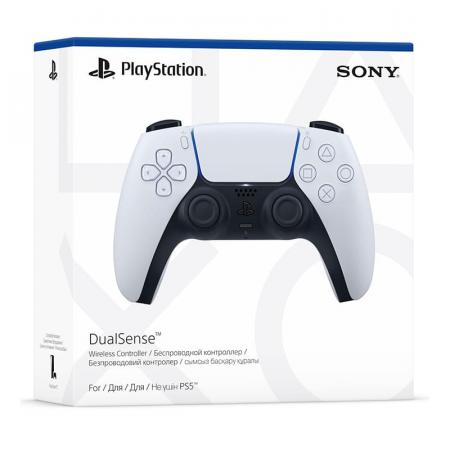 PlayStation.
SONY
DualSense™
Wireless Controller / Беспроводной контроллер /
Безпроводовий контролер / сымсыз басқару құралы
For / Для / Для / Не үшін PS5™